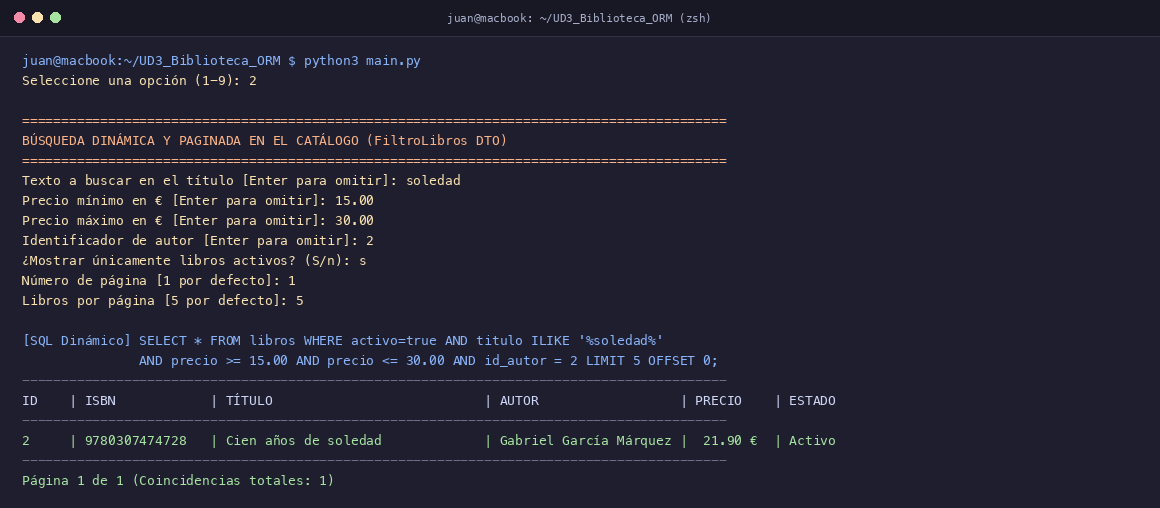 juan@macbook: ~/UD3_Biblioteca_ORM (zsh)
juan@macbook:~/UD3_Biblioteca_ORM $ python3 main.py
Seleccione una opción (1-9): 2
==========================================================================================
BÚSQUEDA DINÁMICA Y PAGINADA EN EL CATÁLOGO (FiltroLibros DTO)
==========================================================================================
Texto a buscar en el título [Enter para omitir]: soledad
Precio mínimo en € [Enter para omitir]: 15.00
Precio máximo en € [Enter para omitir]: 30.00
Identificador de autor [Enter para omitir]: 2
¿Mostrar únicamente libros activos? (S/n): s
Número de página [1 por defecto]: 1
Libros por página [5 por defecto]: 5
[SQL Dinámico] SELECT * FROM libros WHERE activo=true AND titulo ILIKE '%soledad%'
               AND precio >= 15.00 AND precio <= 30.00 AND id_autor = 2 LIMIT 5 OFFSET 0;
------------------------------------------------------------------------------------------
ID    | ISBN            | TÍTULO                           | AUTOR                  | PRECIO    | ESTADO
------------------------------------------------------------------------------------------
2     | 9780307474728   | Cien años de soledad             | Gabriel García Márquez |  21.90 €  | Activo
------------------------------------------------------------------------------------------
Página 1 de 1 (Coincidencias totales: 1)